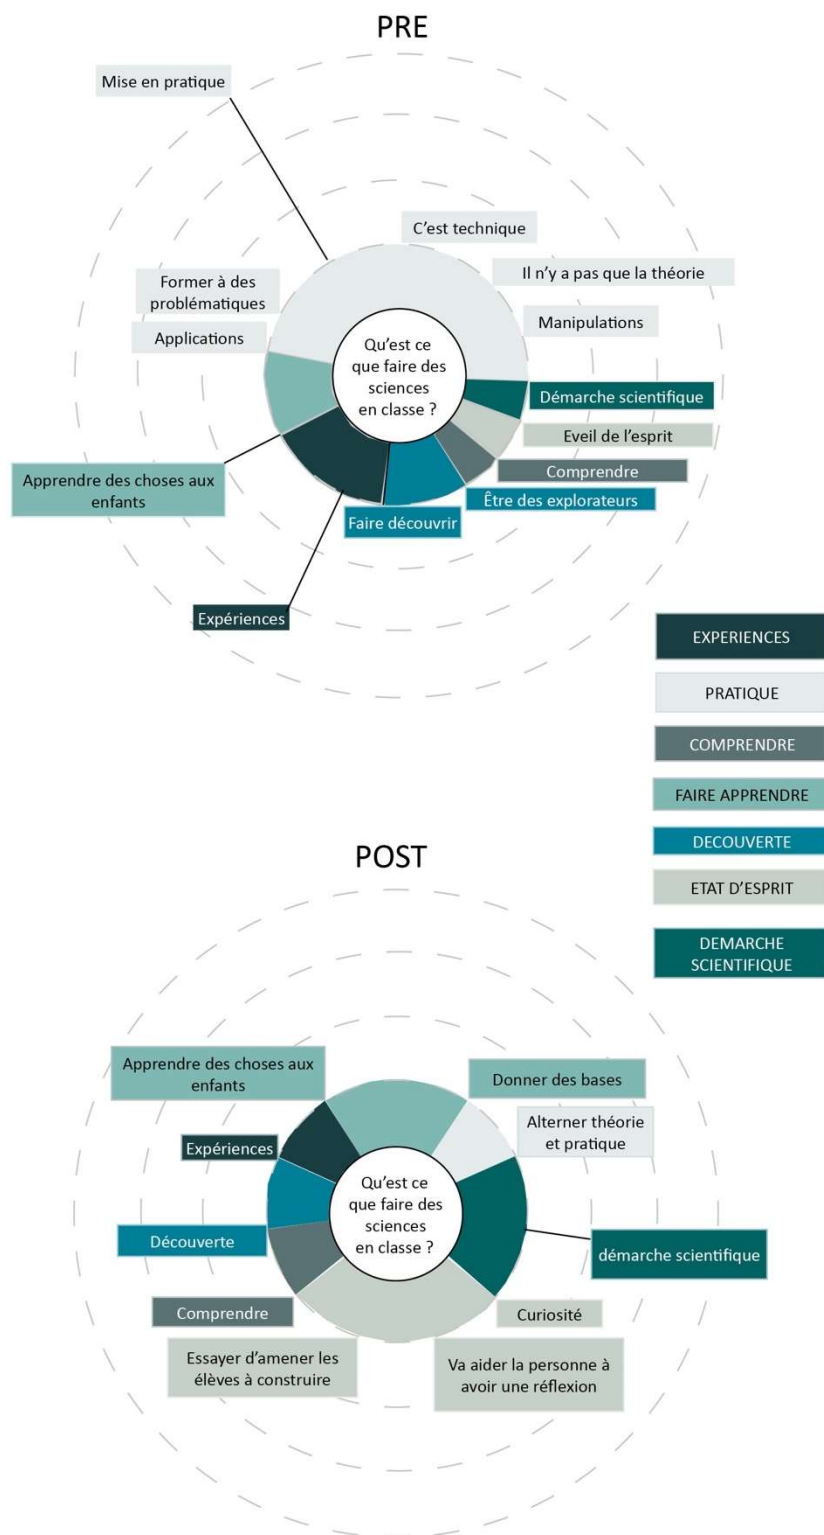 PRE
Mise en pratique
C'est technique
Il n'y a pas que la théorie
Former à des
problématiques
Applications
Manipulations
Qu'est ce
que faire des
sciences
en classe ?
Démarche scientifique
Eveil de l'esprit
Comprendre
Être des explorateurs
Faire découvrir
Apprendre des choses aux
enfants
Expériences
EXPERIENCES
PRATIQUE
COMPRENDRE
FAIRE APPRENDRE
DECOUVERTE
ETAT D'ESPRIT
DEMARCHE
SCIENTIFIQUE
POST
Apprendre des choses aux
enfants
Donner des bases
Alterner théorie
et pratique
Expériences
Qu'est ce
que faire des
sciences
en classe ?
Découverte
démarche scientifique
Comprendre
Curiosité
Essayer d'amener les
élèves à construire
Va aider la personne à
avoir une réflexion